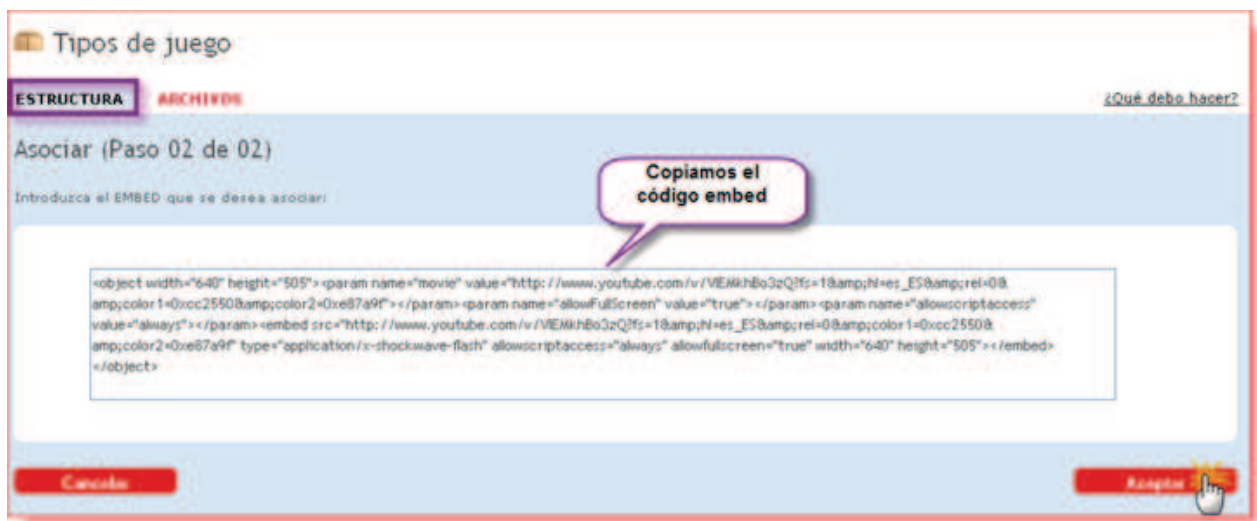 Tipos de juego
ESTRUCTURA ARCHIVOS ¿Qué debo hacer?
Asociar (Paso 02 de 02)
Copiamos el
código embed
Introduzca el EMBED que se desea asociar:
<object width="640" height="505"><param name="movie" value="http://www.youtube.com/v/VlEMkhBo3zQ?fs=1&amp;hl=es_ES&amp;rel=0&
amp;color1=0xcc2550&amp;color2=0xe87a9f"></param><param name="allowFullScreen" value="true"></param><param name="allowscriptaccess"
value="always"></param><embed src="http://www.youtube.com/v/VlEMkhBo3zQ?fs=1&amp;hl=es_ES&amp;rel=0&amp;color1=0xcc2550&
amp;color2=0xe87a9f" type="application/x-shockwave-flash" allowscriptaccess="always" allowfullscreen="true" width="640" height="505"></embed>
</object>
Cancelar Aceptar